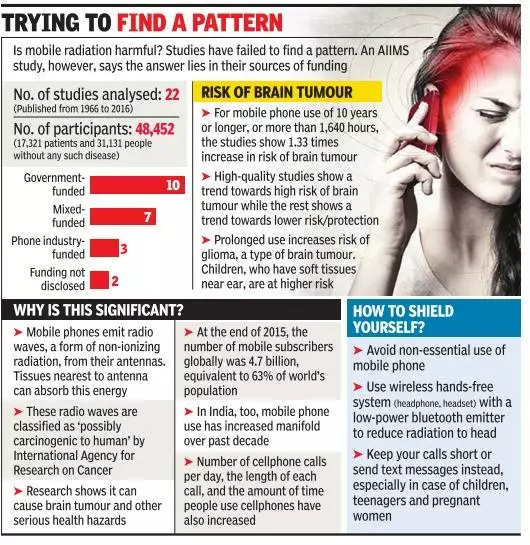 TRYING TO FIND A PATTERN
Is mobile radiation harmful? Studies have failed to find a pattern. An AIIMS
study, however, says the answer lies in their sources of funding
No. of studies analysed: 22
(Published from 1966 to 2016)
No. of participants: 48,452
(17,321 patients and 31,131 people
without any such disease)
Government-
funded 10
Mixed-
funded 7
Phone industry-
funded 3
Funding not
disclosed 2
RISK OF BRAIN TUMOUR
➤ For mobile phone use of 10 years
or longer, or more than 1,640 hours,
the studies show 1.33 times
increase in risk of brain tumour
➤ High-quality studies show a
trend towards high risk of brain
tumour while the rest shows a
trend towards lower risk/protection
➤ Prolonged use increases risk of
glioma, a type of brain tumour.
Children, who have soft tissues
near ear, are at higher risk
WHY IS THIS SIGNIFICANT?
➤ Mobile phones emit radio
waves, a form of non-ionizing
radiation, from their antennas.
Tissues nearest to antenna
can absorb this energy
➤ These radio waves are
classified as ‘possibly
carcinogenic to human’ by
International Agency for
Research on Cancer
➤ Research shows it can
cause brain tumour and other
serious health hazards
➤ At the end of 2015, the
number of mobile subscribers
globally was 4.7 billion,
equivalent to 63% of world’s
population
➤ In India, too, mobile phone
use has increased manifold
over past decade
➤ Number of cellphone calls
per day, the length of each
call, and the amount of time
people use cellphones have
also increased
HOW TO SHIELD
YOURSELF?
➤ Avoid non-essential use of
mobile phone
➤ Use wireless hands-free
system (headphone, headset) with a
low-power bluetooth emitter
to reduce radiation to head
➤ Keep your calls short or
send text messages instead,
especially in case of children,
teenagers and pregnant
women